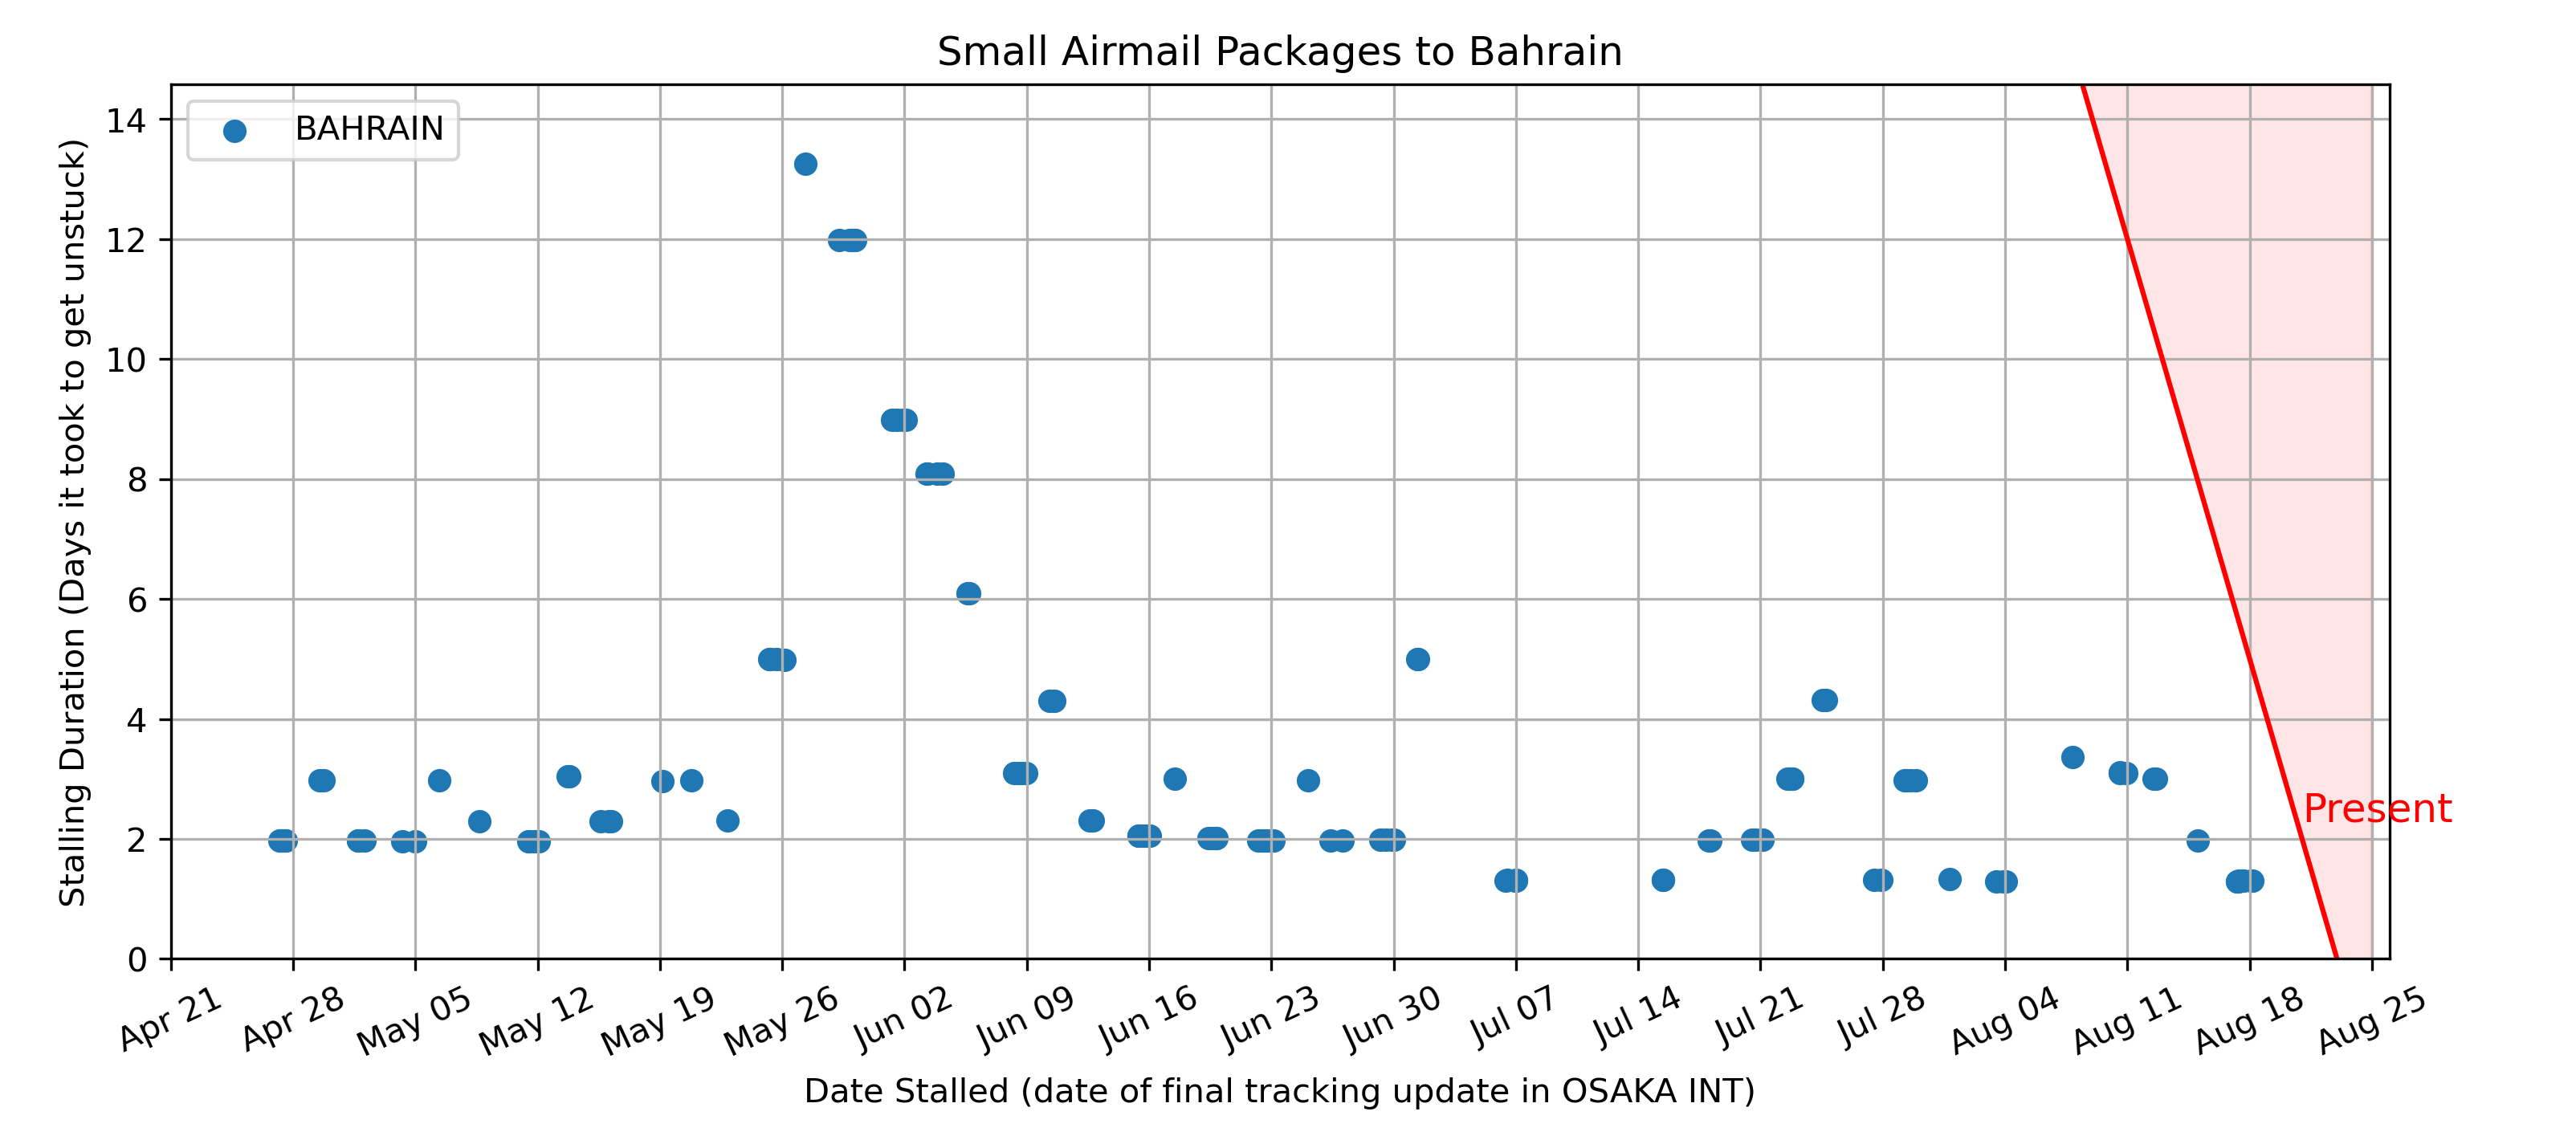 Small Airmail Packages to Bahrain
BAHRAIN
Stalling Duration (Days it took to get unstuck)
14
12
10
8
6
4
2
0
Present
Apr 21
Apr 28
May 05
May 12
May 19
May 26
Jun 02
Jun 09
Jun 16
Jun 23
Jun 30
Jul 07
Jul 14
Jul 21
Jul 28
Aug 04
Aug 11
Aug 18
Aug 25
Date Stalled (date of final tracking update in OSAKA INT)